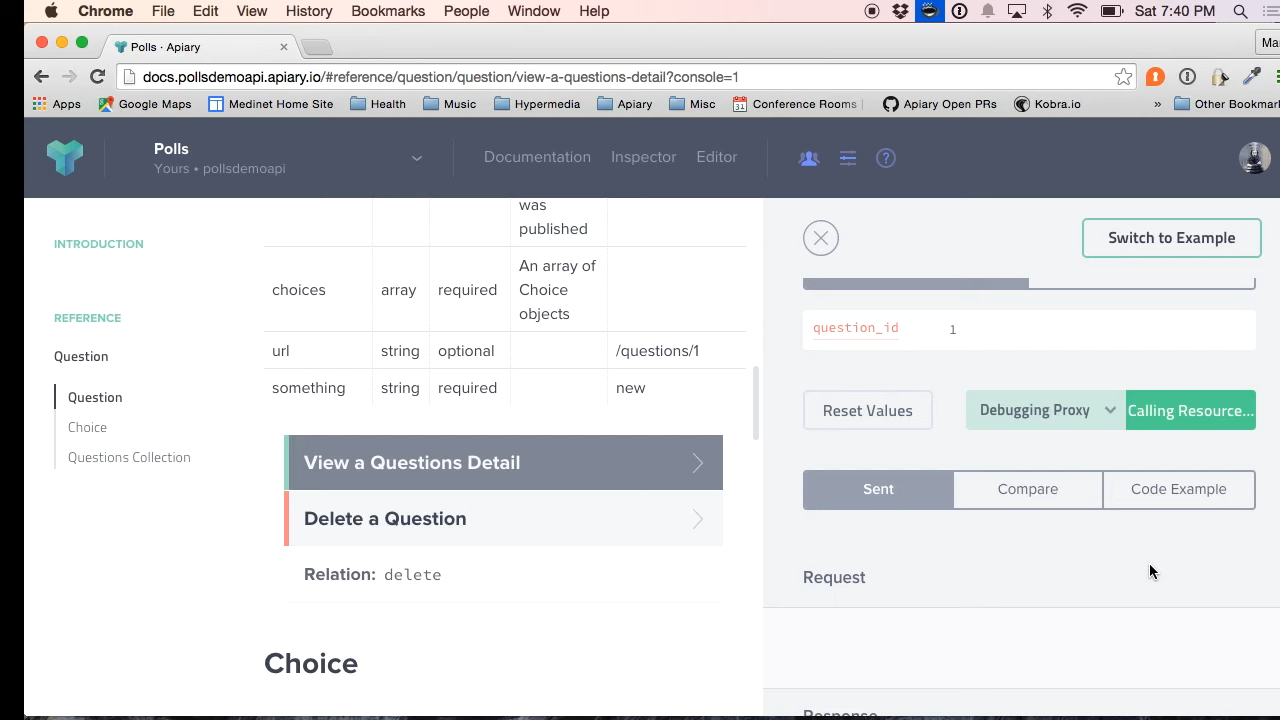 Chrome File Edit View History Bookmarks People Window Help Sat 7:40 PM
Polls · Apiary
docs.pollsdemoapi.apiary.io/#reference/question/question/view-a-questions-detail?console=1
Apps Google Maps Medinet Home Site Health Music Hypermedia Apiary Misc Conference Rooms Apiary Open PRs Kobra.io » Other Bookmar
Polls
Yours • pollsdemoapi
Documentation Inspector Editor
INTRODUCTION
REFERENCE
Question
Question
Choice
Questions Collection
was
published
choices array required An array of
Choice
objects
url string optional /questions/1
something string required new
View a Questions Detail
Delete a Question
Relation: delete
Choice
Switch to Example
question_id 1
Reset Values Debugging Proxy Calling Resource...
Sent Compare Code Example
Request
Response